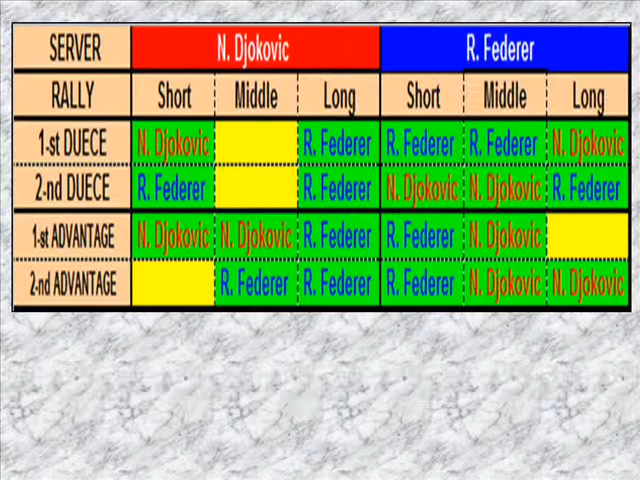 SERVER N. Djokovic R. Federer
RALLY Short Middle Long Short Middle Long
1-st DUECE N. Djokovic R. Federer R. Federer R. Federer N. Djokovic
2-nd DUECE R. Federer R. Federer N. Djokovic N. Djokovic R. Federer
1-st ADVANTAGE N. Djokovic N. Djokovic R. Federer R. Federer N. Djokovic
2-nd ADVANTAGE R. Federer R. Federer R. Federer N. Djokovic N. Djokovic